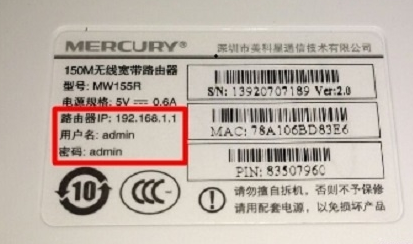 MERCURY®
深圳市美科星通信技术有限公司
150M无线宽带路由器
型号: MW155R
电源规格: 5V ⎓ 0.6A
路由器IP: 192.168.1.1
用户名: admin
密码: admin
S/N: 13920707189 Ver:2.0
MAC: 78A106BD83E6
PIN: 83507960
10
CCC
请勿擅自拆机，否则不予保修
请用配套电源，以免损坏产品